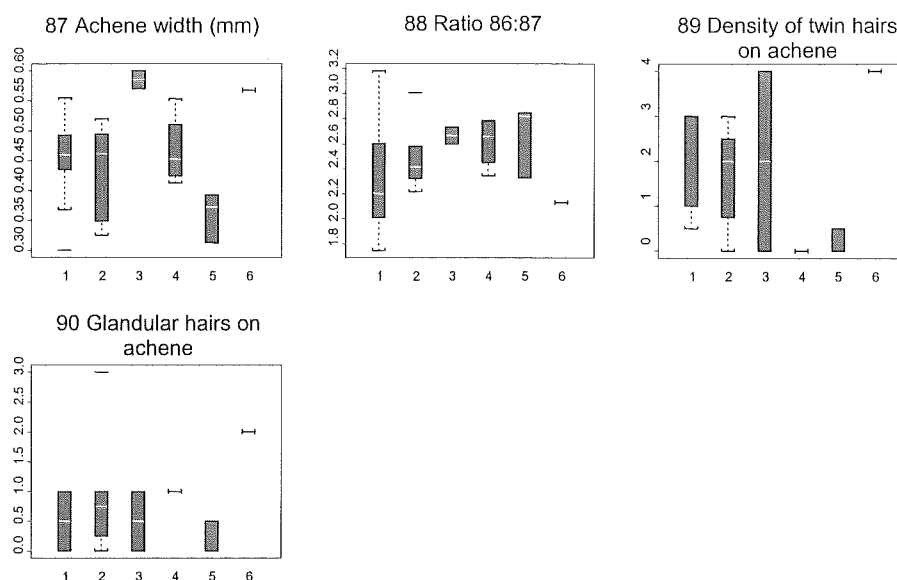 87 Achene width (mm)
0.60
0.55
0.50
0.45
0.40
0.35
0.30
1 2 3 4 5 6
88 Ratio 86:87
3.2
3.0
2.8
2.6
2.4
2.2
2.0
1.8
1 2 3 4 5 6
89 Density of twin hairs
on achene
4
3
2
1
0
1 2 3 4 5 6
90 Glandular hairs on
achene
3.0
2.5
2.0
1.5
1.0
0.5
0.0
1 2 3 4 5 6